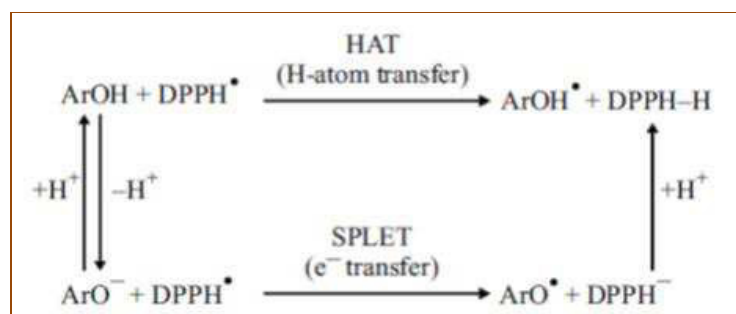 HAT
(H-atom transfer)
ArOH + DPPH•
ArOH• + DPPH–H
+H⁺
–H⁺
+H⁺
SPLET
(e⁻ transfer)
ArO⁻ + DPPH•
ArO• + DPPH⁻